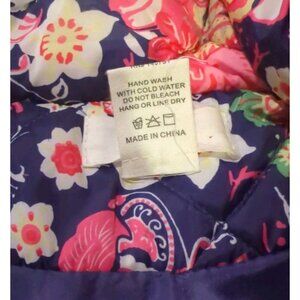 HAND WASH
WITH COLD WATER
DO NOT BLEACH
HANG OR LINE DRY
MADE IN CHINA